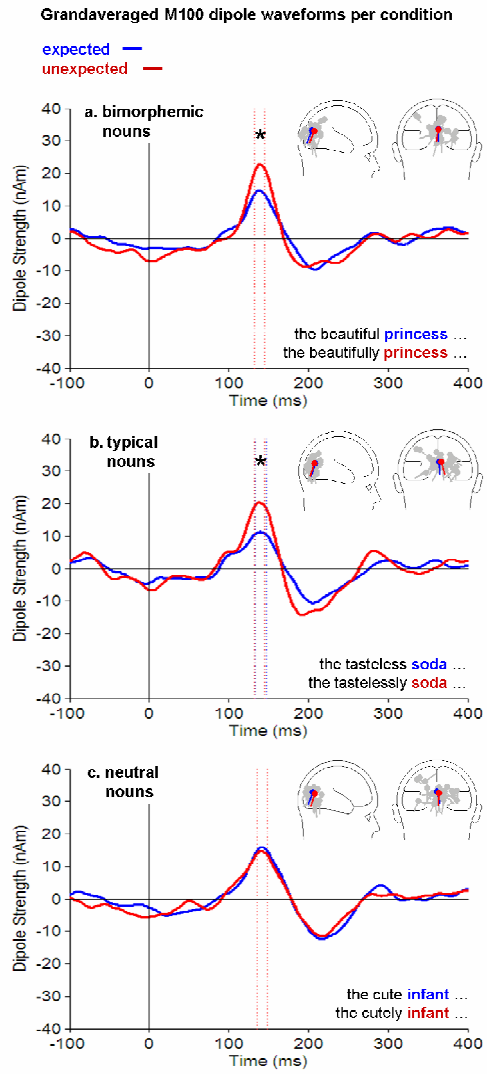 Grandaveraged M100 dipole waveforms per condition
expected
unexpected
a. bimorphemic
nouns
*
Dipole Strength (nAm)
40
30
20
10
0
-10
-20
-30
-40
the beautiful princess ...
the beautifully princess ...
-100 0 100 200 300 400
Time (ms)
b. typical
nouns
*
Dipole Strength (nAm)
40
30
20
10
0
-10
-20
-30
-40
the tasteless soda ...
the tastelessly soda ...
-100 0 100 200 300 400
Time (ms)
c. neutral
nouns
Dipole Strength (nAm)
40
30
20
10
0
-10
-20
-30
-40
the cute infant ...
the cutely infant ...
-100 0 100 200 300 400
Time (ms)